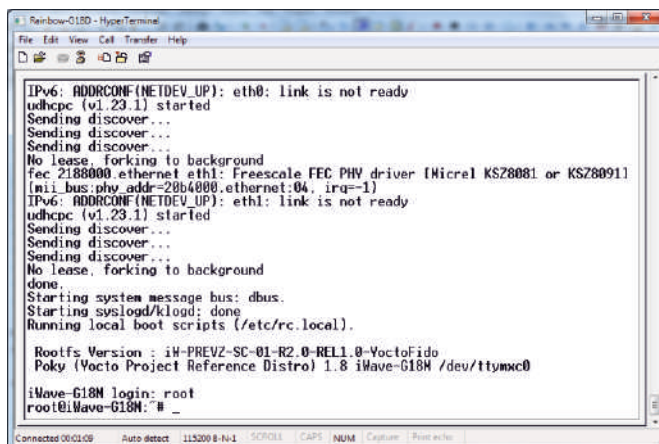 Rainbow-G18D - HyperTerminal
File Edit View Call Transfer Help
IPv6: ADDRCONF(NETDEV_UP): eth0: link is not ready
udhcpc (v1.23.1) started
Sending discover...
Sending discover...
Sending discover...
No lease, forking to background
fec 2188000.ethernet eth1: Freescale FEC PHY driver [Micrel KSZ8081 or KSZ8091]
(mii_bus:phy_addr=20b4000.ethernet:04, irq=-1)
IPv6: ADDRCONF(NETDEV_UP): eth1: link is not ready
udhcpc (v1.23.1) started
Sending discover...
Sending discover...
Sending discover...
No lease, forking to background
done.
Starting system message bus: dbus.
Starting syslogd/klogd: done
Running local boot scripts (/etc/rc.local).
Rootfs Version : iW-PREVZ-SC-01-R2.0-REL1.0-YoctoFido
Poky (Yocto Project Reference Distro) 1.8 iWave-G18M /dev/ttymxc0
iWave-G18M login: root
root@iWave-G18M:~# _
Connected 00:01:09 Auto detect 115200 8-N-1 SCROLL CAPS NUM Capture Print echo